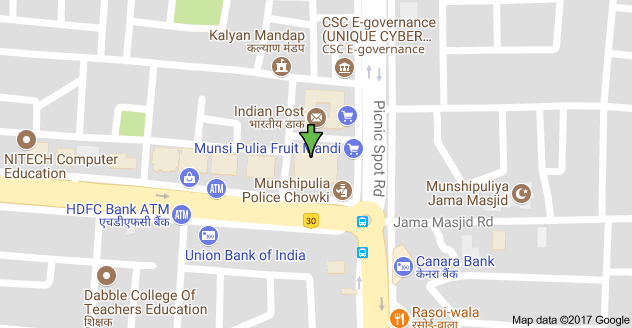 CSC E-governance
(UNIQUE CYBER...
CSC E-governance
Kalyan Mandap
कल्याण मंडप
Indian Post
भारतीय डाक
Picnic Spot Rd
Munsi Pulia Fruit Mandi
NITECH Computer
Education
ATM
Munshipulia
Police Chowki
Munshipuliya
Jama Masjid
HDFC Bank ATM
एचडीएफसी बैंक
ATM
30
Jama Masjid Rd
Union Bank of India
Canara Bank
केनरा बैंक
Dabble College Of
Teachers Education
शिक्षक
Rasoi-wala
रसोई-वाला
Map data ©2017 Google